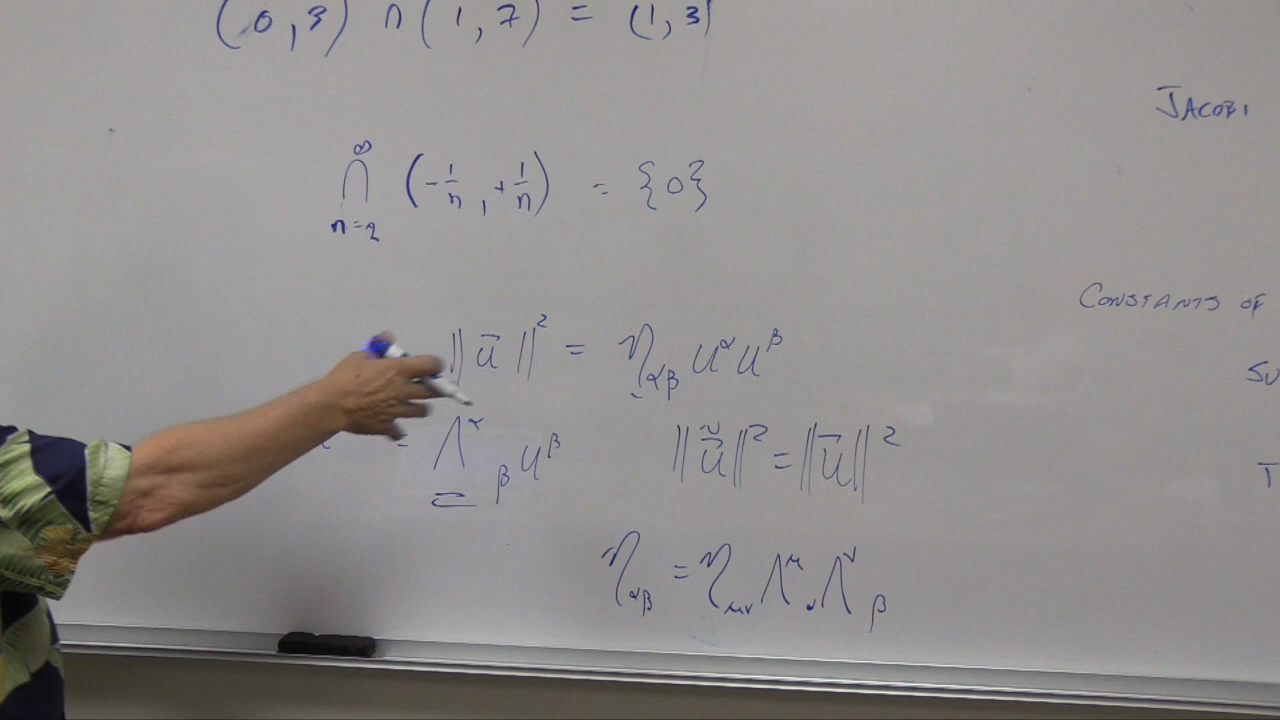 (0,3) ∩ (1,7) = (1,3)
JACOBI
∞
∩ (-1/n, +1/n) = {0}
n=2
CONSTANTS OF
‖ū‖² = η_αβ u^α u^β
SU
= Λ^α_β u^β ‖ũ‖² = ‖ū‖²
T
η_αβ = η_μν Λ^μ_α Λ^ν_β